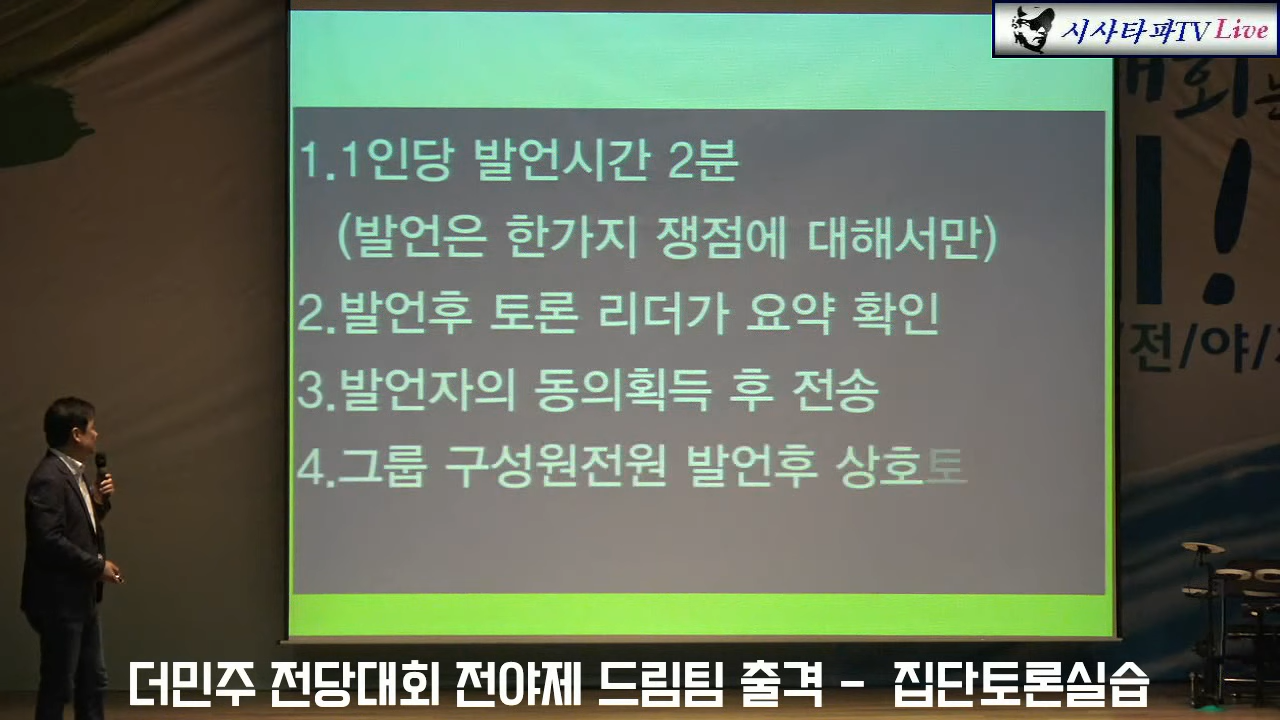 시사타파TV Live
1.1인당 발언시간 2분
(발언은 한가지 쟁점에 대해서만)
2.발언후 토론 리더가 요약 확인
3.발언자의 동의획득 후 전송
4.그룹 구성원전원 발언후 상호토
/전/야/
더민주 전당대회 전야제 드림팀 출격 - 집단토론실습